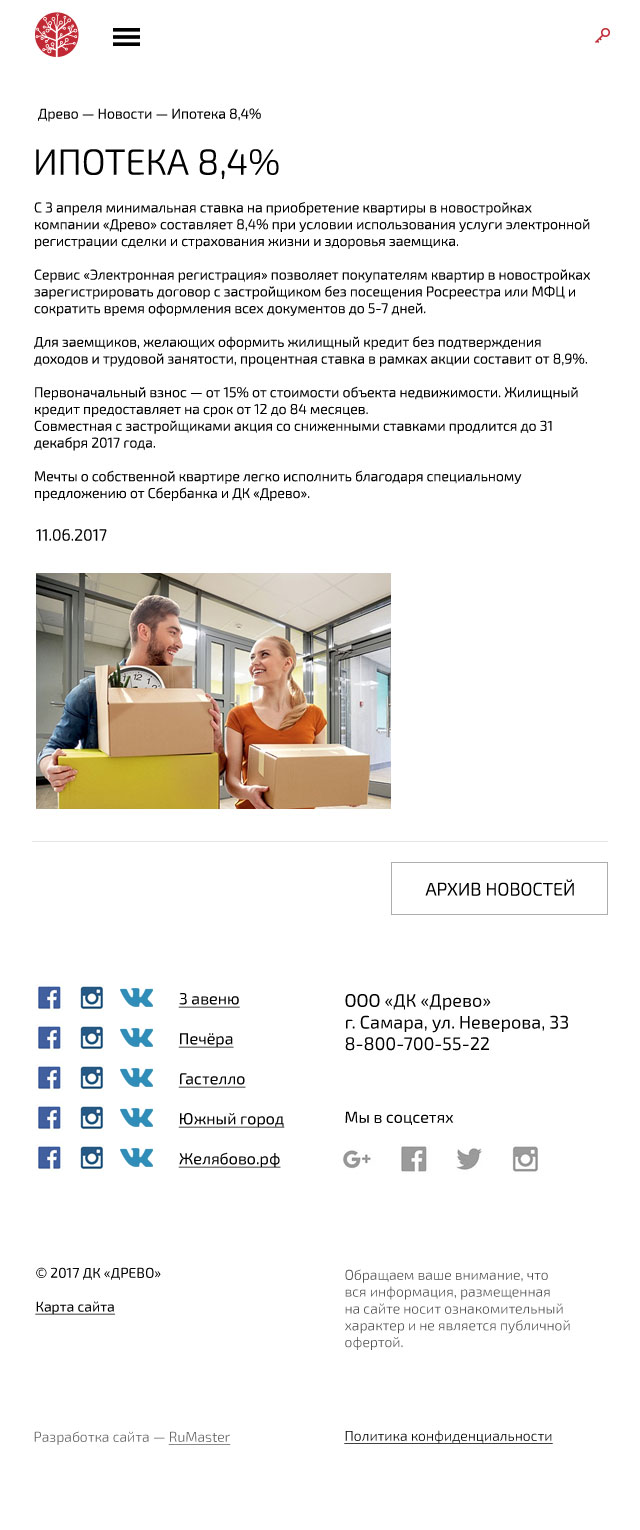 Древо — Новости — Ипотека 8,4%
ИПОТЕКА 8,4%
С 3 апреля минимальная ставка на приобретение квартиры в новостройках
компании «Древо» составляет 8,4% при условии использования услуги электронной
регистрации сделки и страхования жизни и здоровья заемщика.
Сервис «Электронная регистрация» позволяет покупателям квартир в новостройках
зарегистрировать договор с застройщиком без посещения Росреестра или МФЦ и
сократить время оформления всех документов до 5-7 дней.
Для заемщиков, желающих оформить жилищный кредит без подтверждения
доходов и трудовой занятости, процентная ставка в рамках акции составит от 8,9%.
Первоначальный взнос — от 15% от стоимости объекта недвижимости. Жилищный
кредит предоставляет на срок от 12 до 84 месяцев.
Совместная с застройщиками акция со сниженными ставками продлится до 31
декабря 2017 года.
Мечты о собственной квартире легко исполнить благодаря специальному
предложению от Сбербанка и ДК «Древо».
11.06.2017
АРХИВ НОВОСТЕЙ
3 авеню
Печёра
Гастелло
Южный город
Желябово.рф
ООО «ДК «Древо»
г. Самара, ул. Неверова, 33
8-800-700-55-22
Мы в соцсетях
© 2017 ДК «ДРЕВО»
Карта сайта
Обращаем ваше внимание, что
вся информация, размещенная
на сайте носит ознакомительный
характер и не является публичной
офертой.
Разработка сайта — RuMaster
Политика конфиденциальности